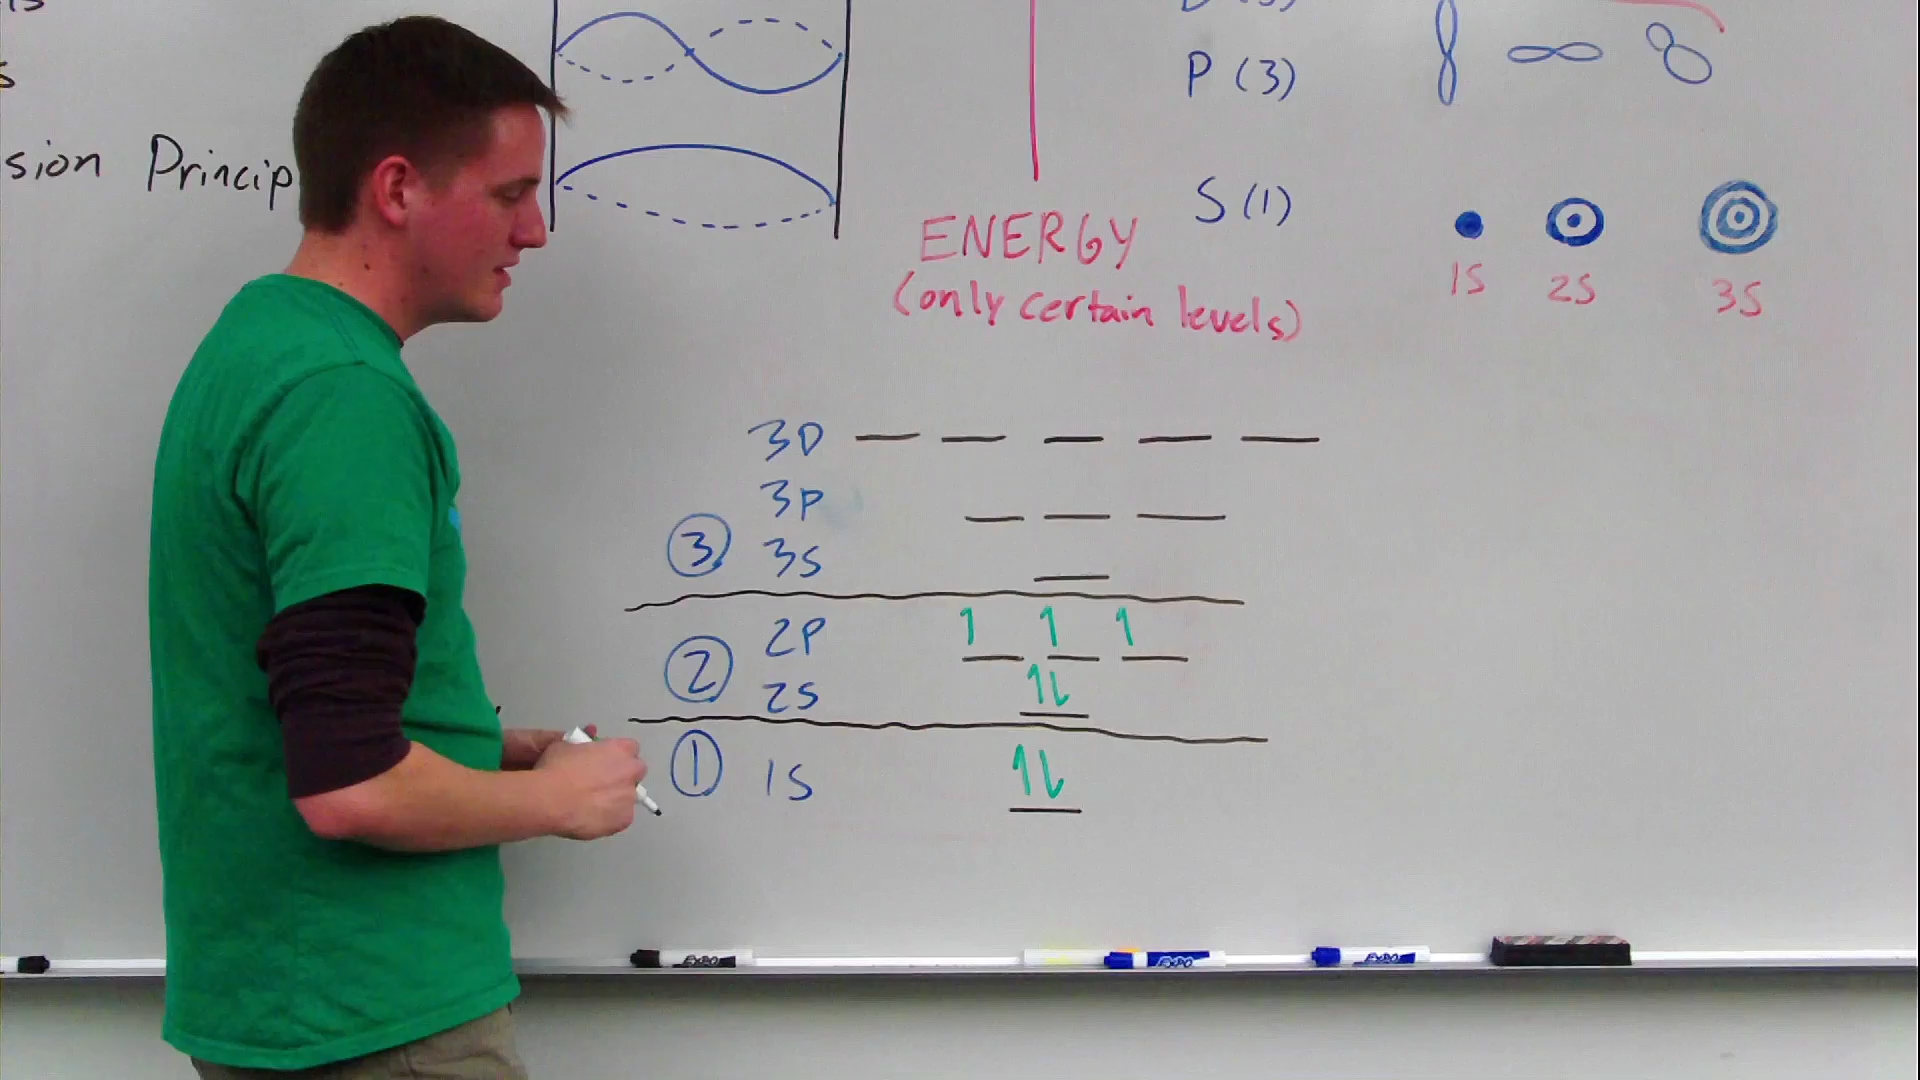 sion Princip
P (3)
S (1)
1S 2S 3S
ENERGY
(only certain levels)
3D
3P
3 3S
2P
2 2S
1 1S
EXPO EXPO EXPO